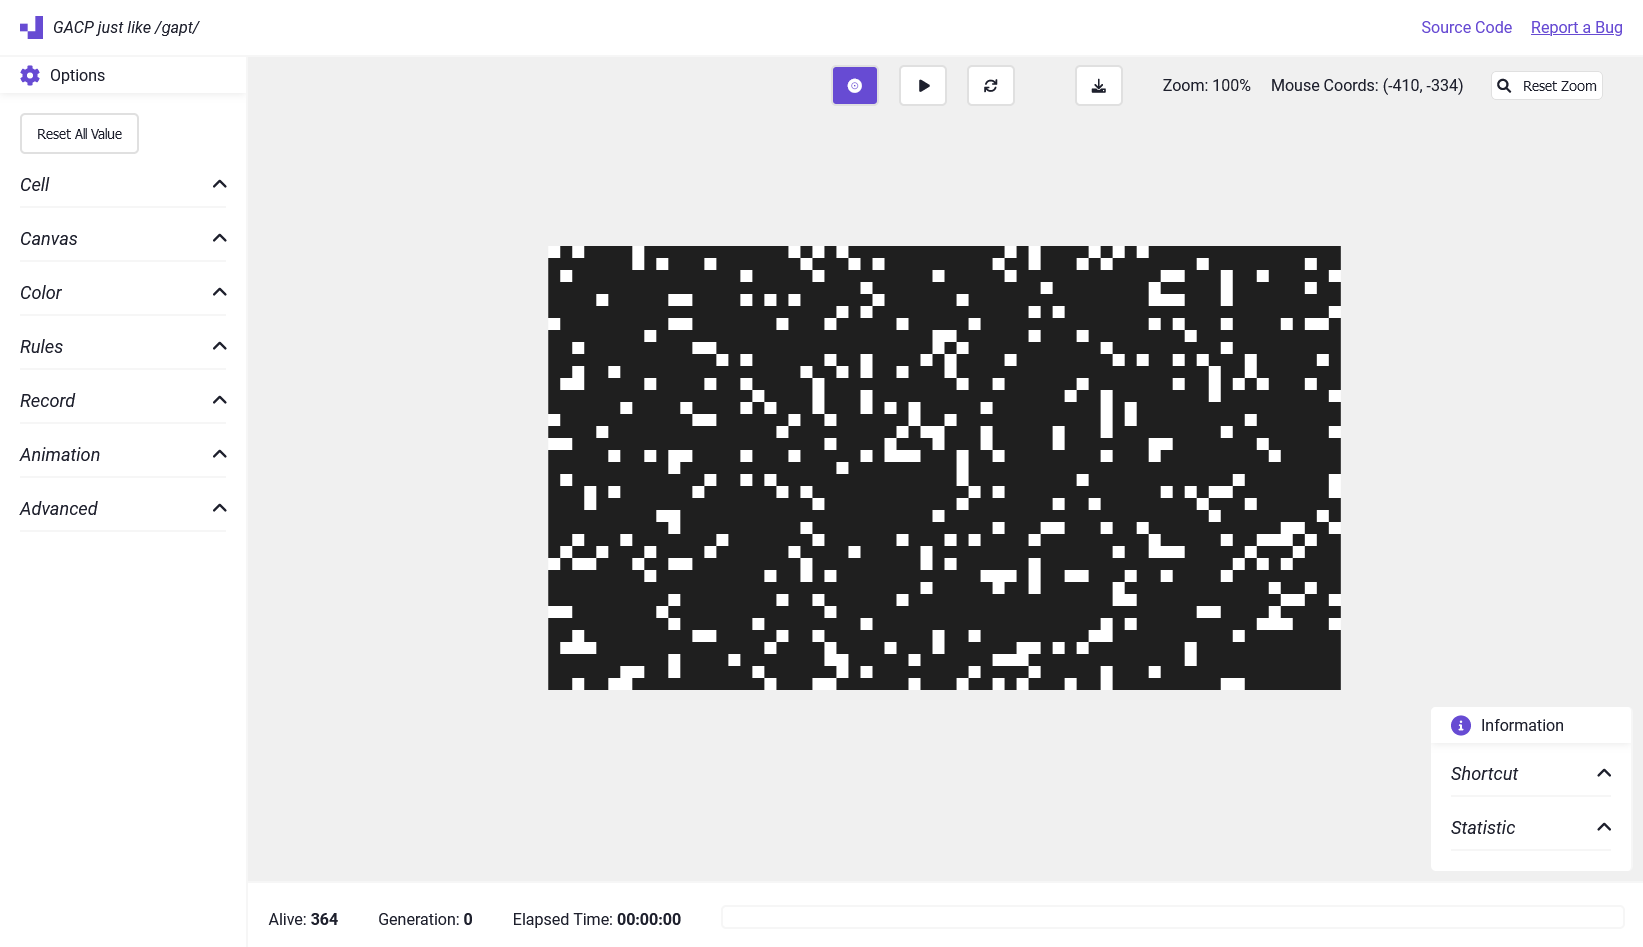 GACP just like /gapt/
Source Code
Report a Bug
Options
Zoom: 100%
Mouse Coords: (-410, -334)
Reset Zoom
Reset All Value
Cell
Canvas
Color
Rules
Record
Animation
Advanced
Information
Shortcut
Statistic
Alive: 364
Generation: 0
Elapsed Time: 00:00:00